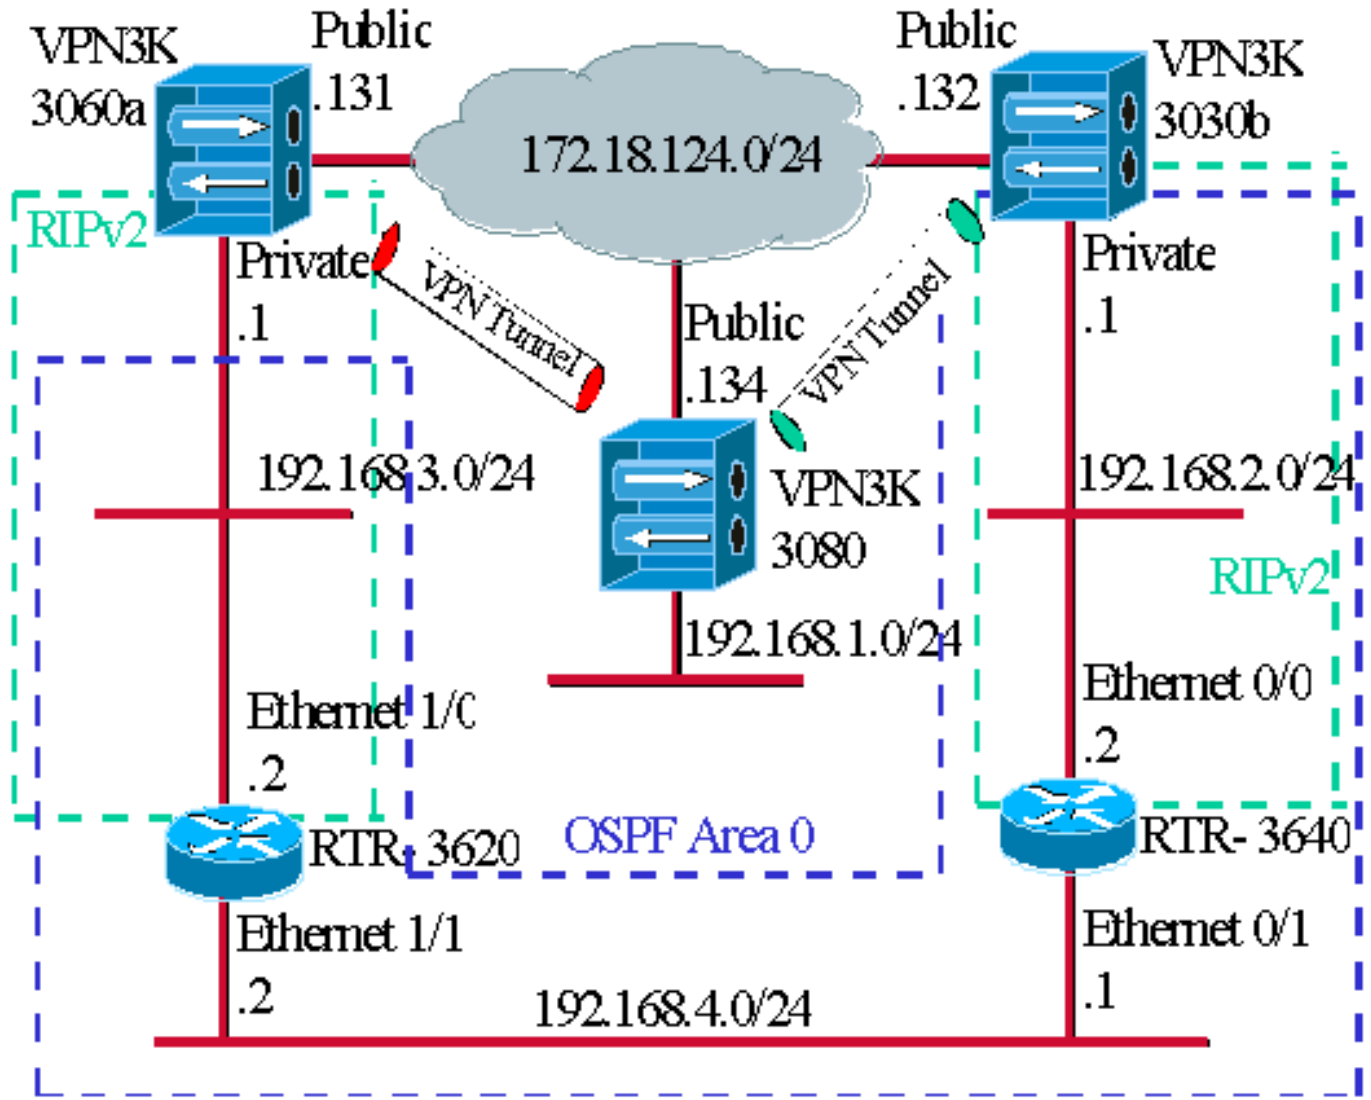 VPN3K
3060a
Public
.131
172.18.124.0/24
Public
.132
VPN3K
3030b
RIPv2
Private
.1
VPN Tunnel
Public
.134
VPN Tunnel
Private
.1
192.168.3.0/24
VPN3K
3080
192.168.2.0/24
RIPv2
192.168.1.0/24
Ethernet 1/0
.2
Ethernet 0/0
.2
RTR- 3620
OSPF Area 0
RTR- 3640
Ethernet 1/1
.2
192.168.4.0/24
Ethernet 0/1
.1